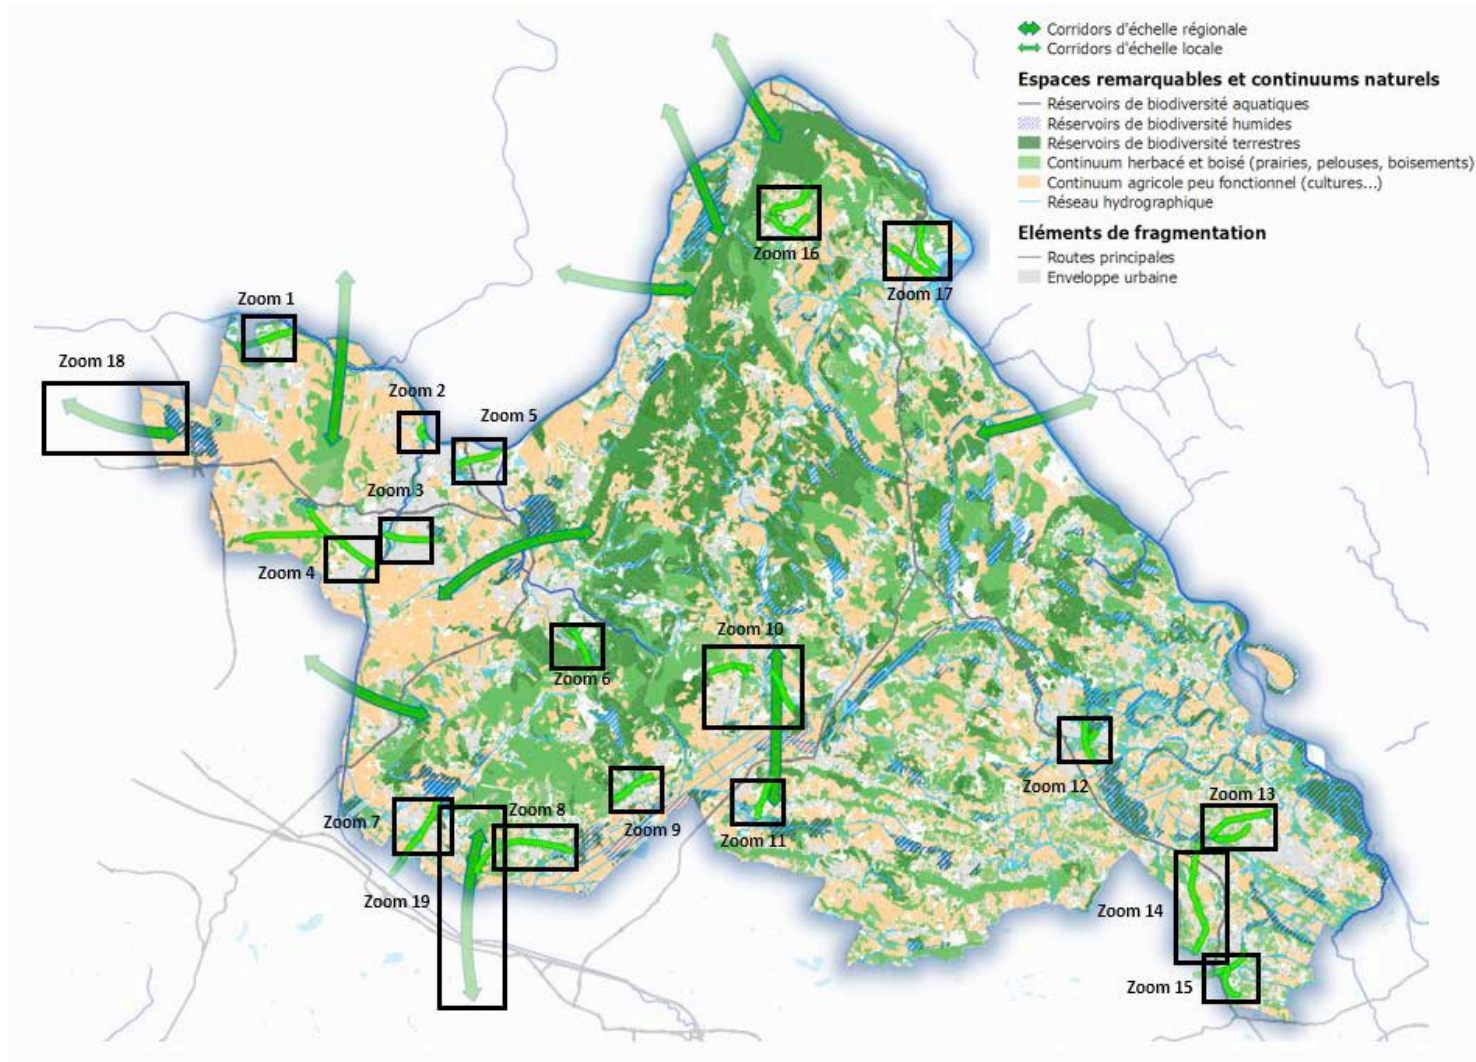 Corridors d'échelle régionale
Corridors d'échelle locale
Espaces remarquables et continuums naturels
Réservoirs de biodiversité aquatiques
Réservoirs de biodiversité humides
Réservoirs de biodiversité terrestres
Continuum herbacé et boisé (prairies, pelouses, boisements)
Continuum agricole peu fonctionnel (cultures...)
Réseau hydrographique
Eléments de fragmentation
Routes principales
Enveloppe urbaine
Zoom 16
Zoom 17
Zoom 1
Zoom 18
Zoom 2
Zoom 5
Zoom 3
Zoom 4
Zoom 10
Zoom 6
Zoom 12
Zoom 13
Zoom 8
Zoom 7
Zoom 9
Zoom 11
Zoom 19
Zoom 14
Zoom 15